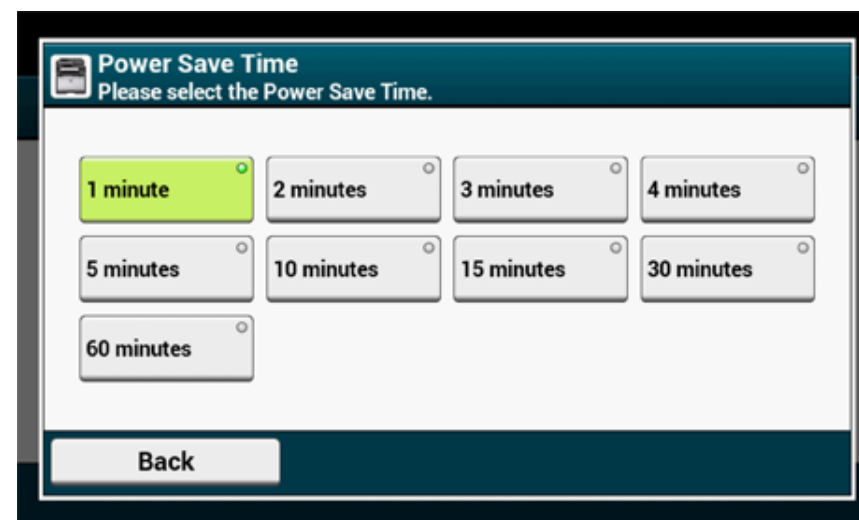 Power Save Time
Please select the Power Save Time.
1 minute
2 minutes
3 minutes
4 minutes
5 minutes
10 minutes
15 minutes
30 minutes
60 minutes
Back